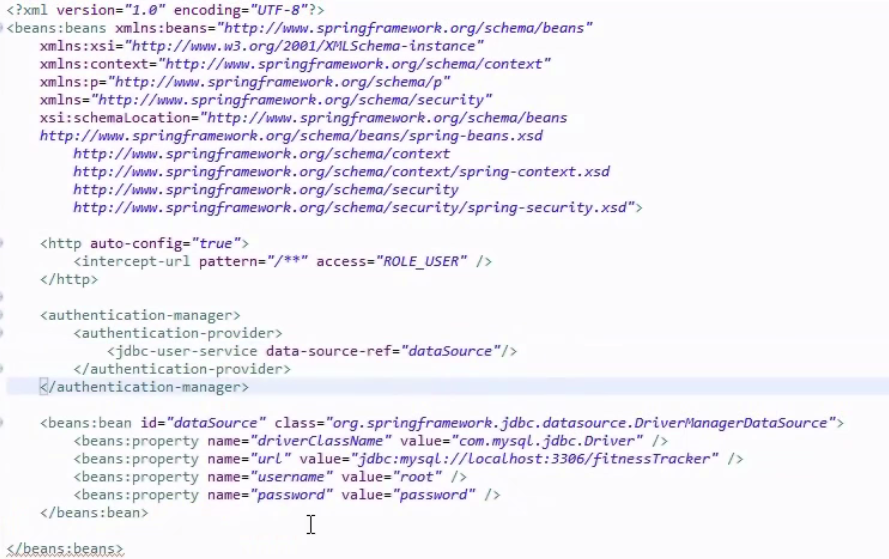 <?xml version="1.0" encoding="UTF-8"?>
<beans:beans xmlns:beans="http://www.springframework.org/schema/beans"
    xmlns:xsi="http://www.w3.org/2001/XMLSchema-instance"
    xmlns:context="http://www.springframework.org/schema/context"
    xmlns:p="http://www.springframework.org/schema/p"
    xmlns="http://www.springframework.org/schema/security"
    xsi:schemaLocation="http://www.springframework.org/schema/beans
    http://www.springframework.org/schema/beans/spring-beans.xsd
        http://www.springframework.org/schema/context
        http://www.springframework.org/schema/context/spring-context.xsd
        http://www.springframework.org/schema/security
        http://www.springframework.org/schema/security/spring-security.xsd">
    <http auto-config="true">
        <intercept-url pattern="/**" access="ROLE_USER" />
    </http>
    <authentication-manager>
        <authentication-provider>
            <jdbc-user-service data-source-ref="dataSource"/>
        </authentication-provider>
    </authentication-manager>
    <beans:bean id="dataSource" class="org.springframework.jdbc.datasource.DriverManagerDataSource">
        <beans:property name="driverClassName" value="com.mysql.jdbc.Driver" />
        <beans:property name="url" value="jdbc:mysql://localhost:3306/fitnessTracker" />
        <beans:property name="username" value="root" />
        <beans:property name="password" value="password" />
    </beans:bean>
</beans:beans>